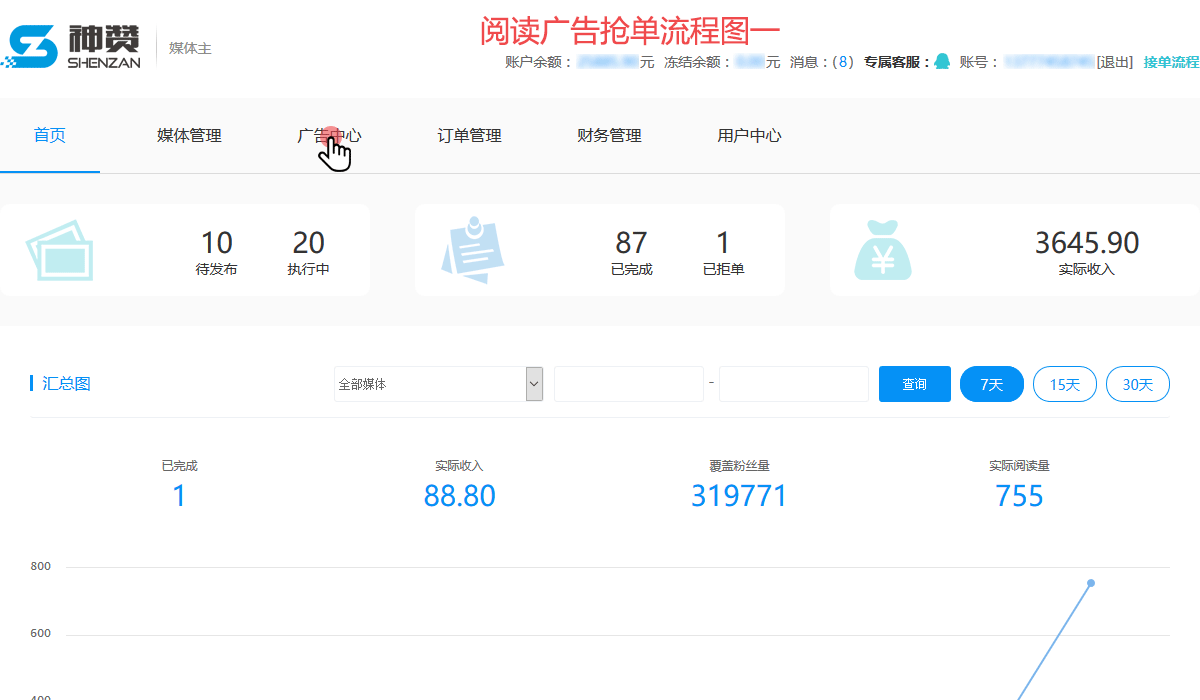 阅读广告抢单流程图一
神赞
SHENZAN
媒体主
账户余额： 元 冻结余额： 元 消息：(8) 专属客服： 账号： [退出] 接单流程
首页 媒体管理 广告中心 订单管理 财务管理 用户中心
10 20 87 1 3645.90
待发布 执行中 已完成 已拒单 实际收入
汇总图 全部媒体 - 查询 7天 15天 30天
已完成 实际收入 覆盖粉丝量 实际阅读量
1 88.80 319771 755
800
600